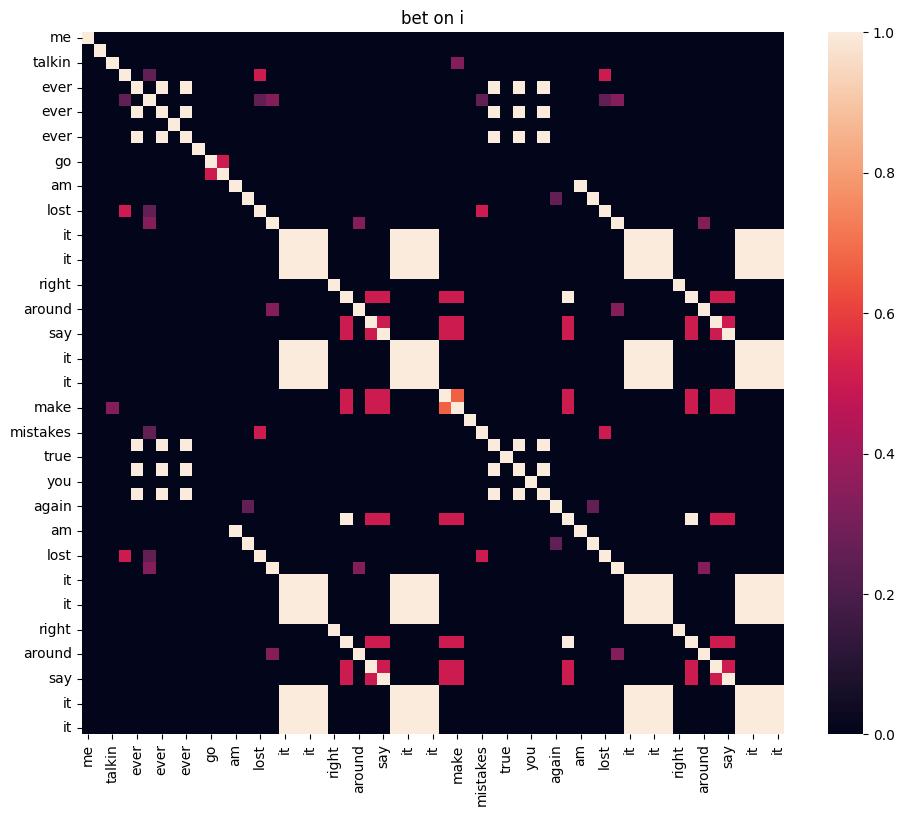 bet on i
me
talkin
ever
ever
ever
go
am
lost
it
it
right
around
say
it
it
make
mistakes
true
you
again
am
lost
it
it
right
around
say
it
it
1.0
0.8
0.6
0.4
0.2
0.0
me talkin ever ever ever go am lost it it right around say it it make mistakes true you again am lost it it right around say it it